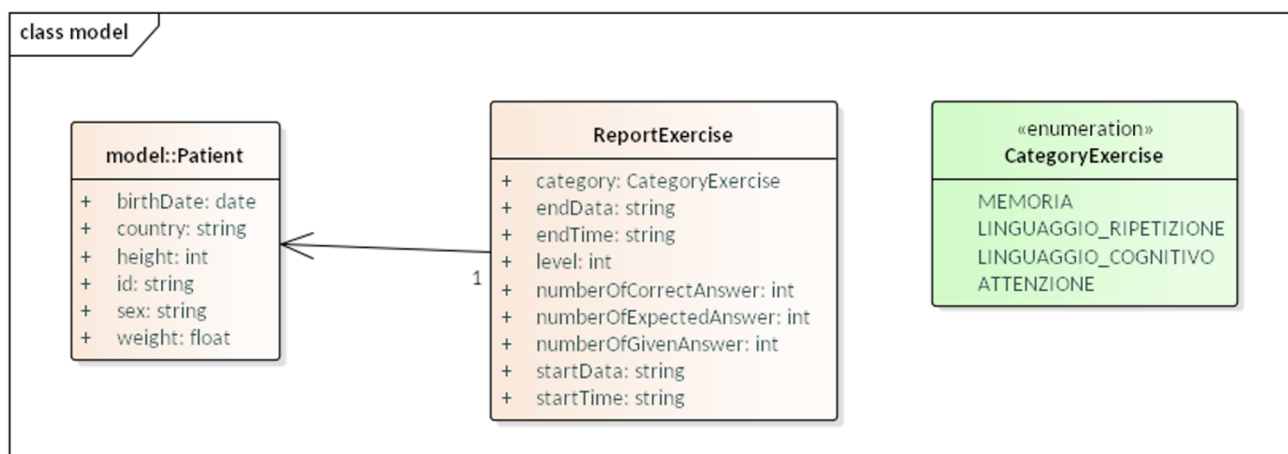 class model
model::Patient
+ birthDate: date
+ country: string
+ height: int
+ id: string
+ sex: string
+ weight: float
1
ReportExercise
+ category: CategoryExercise
+ endData: string
+ endTime: string
+ level: int
+ numberOfCorrectAnswer: int
+ numberOfExpectedAnswer: int
+ numberOfGivenAnswer: int
+ startData: string
+ startTime: string
«enumeration»
CategoryExercise
MEMORIA
LINGUAGGIO_RIPETIZIONE
LINGUAGGIO_COGNITIVO
ATTENZIONE